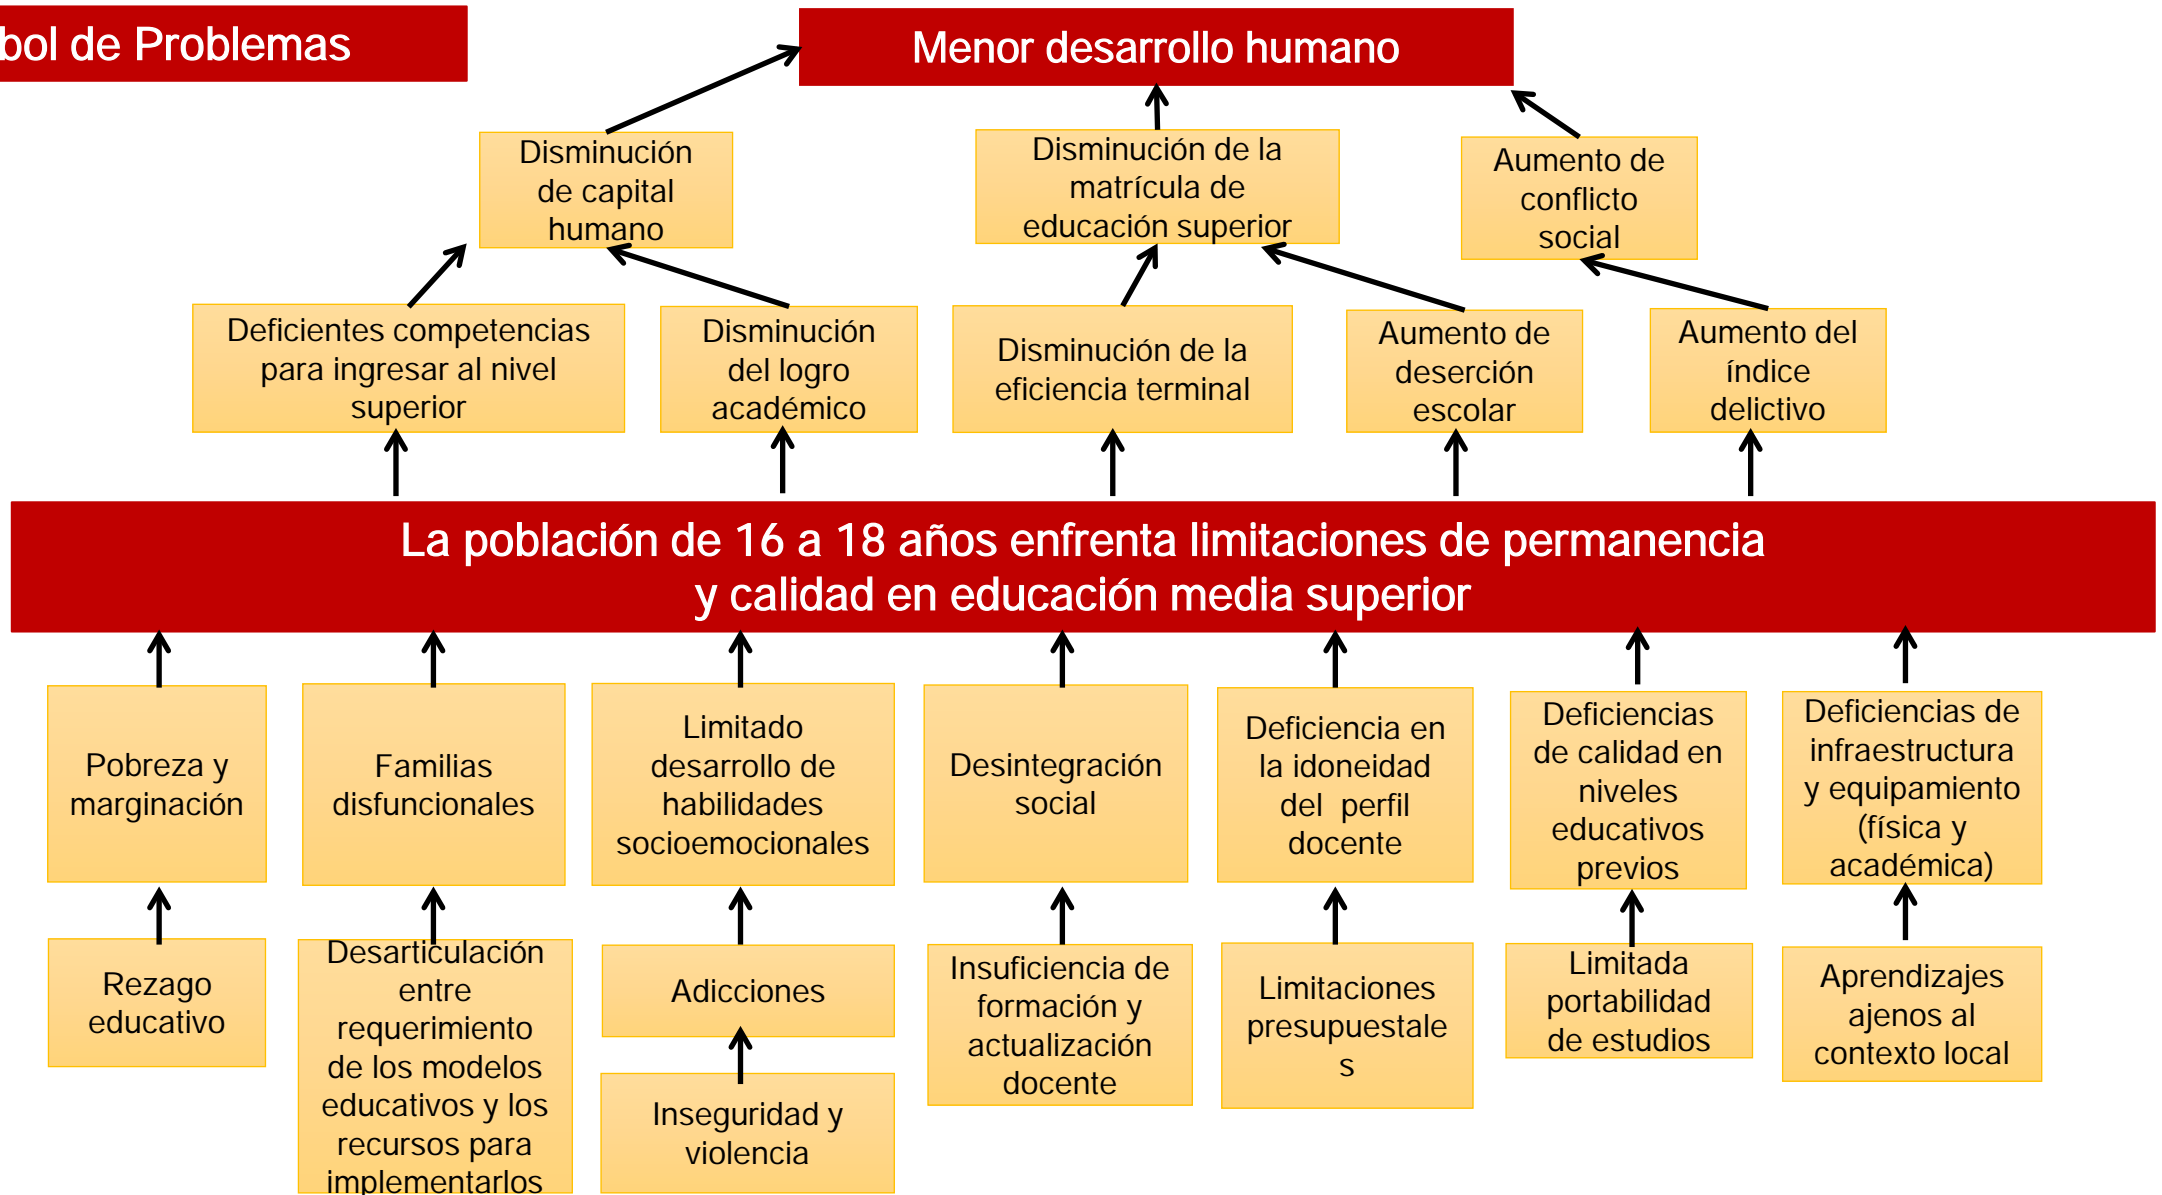 bol de Problemas
Menor desarrollo humano
Disminución
de capital
humano
Disminución de la
matrícula de
educación superior
Aumento de
conflicto
social
Deficientes competencias
para ingresar al nivel
superior
Disminución
del logro
académico
Disminución de la
eficiencia terminal
Aumento de
deserción
escolar
Aumento del
índice
delictivo
La población de 16 a 18 años enfrenta limitaciones de permanencia
y calidad en educación media superior
Pobreza y
marginación
Familias
disfuncionales
Limitado
desarrollo de
habilidades
socioemocionales
Desintegración
social
Deficiencia en
la idoneidad
del  perfil
docente
Deficiencias
de calidad en
niveles
educativos
previos
Deficiencias de
infraestructura
y equipamiento
(física y
académica)
Rezago
educativo
Desarticulación
entre
requerimiento
de los modelos
educativos y los
recursos para
implementarlos
Adicciones
Inseguridad y
violencia
Insuficiencia de
formación y
actualización
docente
Limitaciones
presupuestale
s
Limitada
portabilidad
de estudios
Aprendizajes
ajenos al
contexto local